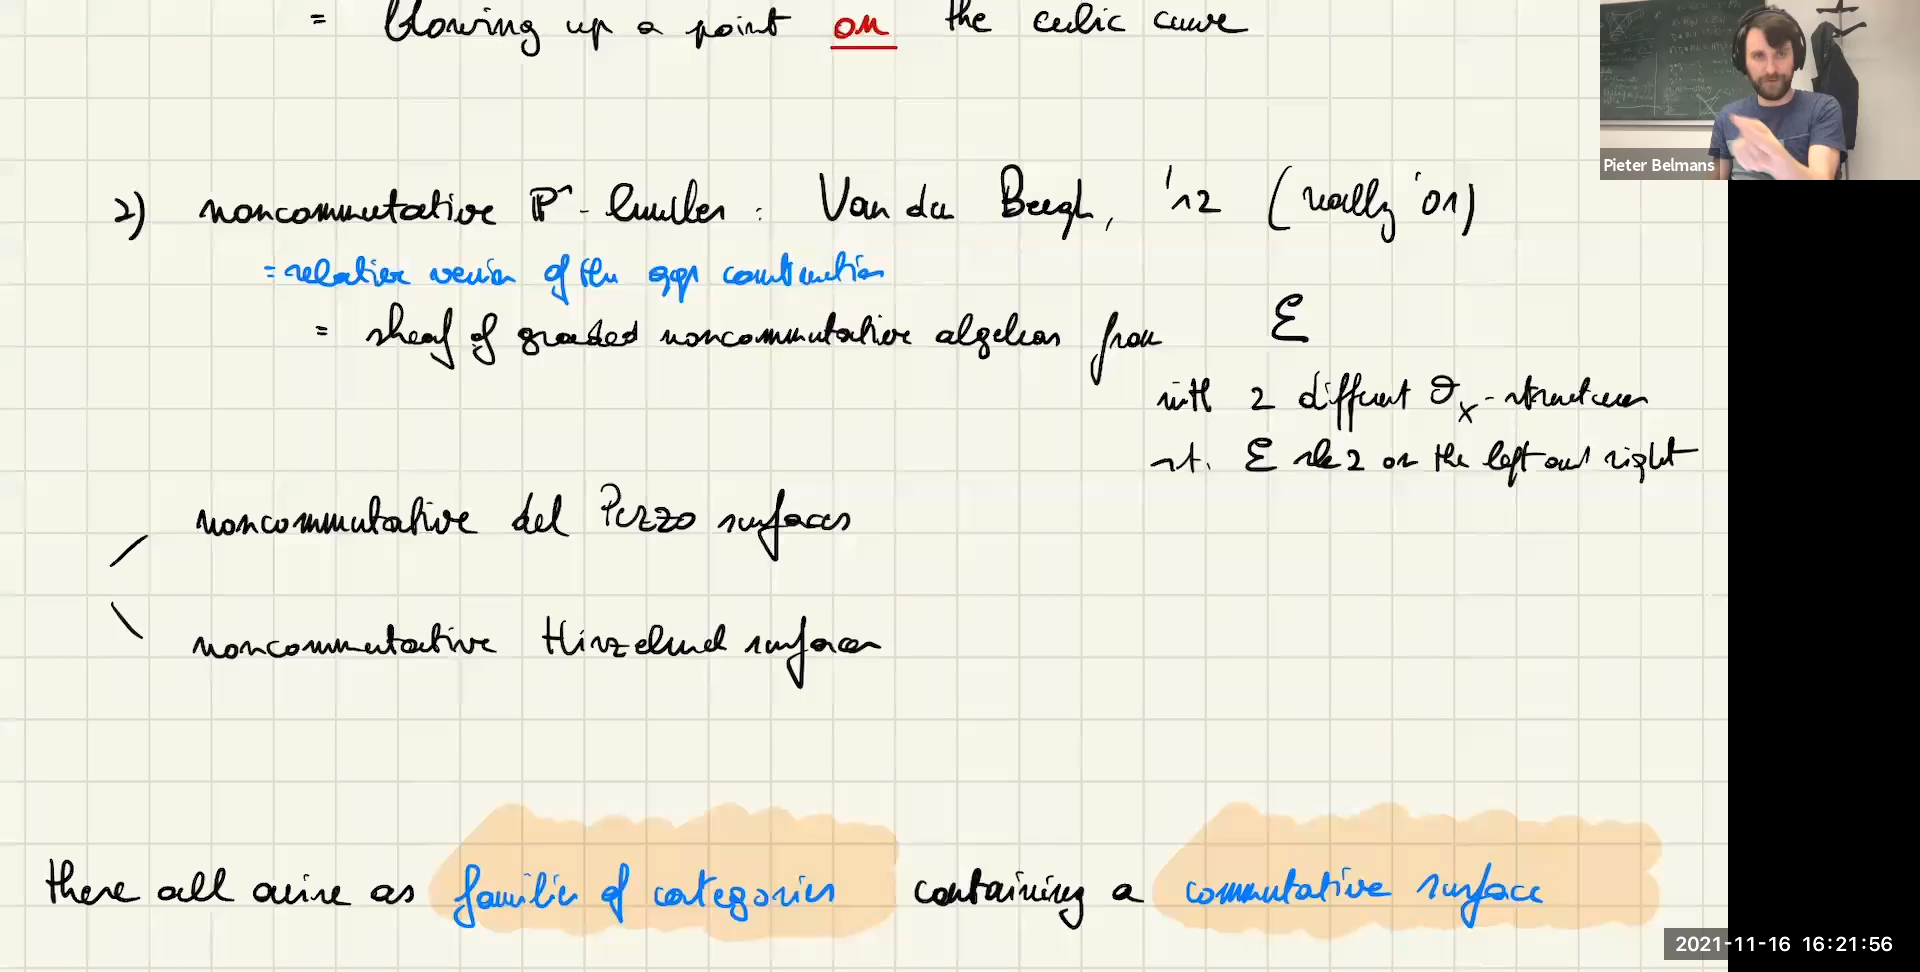 = blowing up a point on the cubic curve
Pieter Belmans
2) noncommutative P¹-bundles : Van den Bergh, '12 (really '01)
= relative version of the qgr construction
= sheaf of graded noncommutative algebras from ℰ
with 2 different 𝒪_X-structures
s.t. ℰ rk 2 on the left and right
noncommutative del Pezzo surfaces
noncommutative Hirzebruch surfaces
these all arise as families of categories containing a commutative surface
2021-11-16 16:21:56